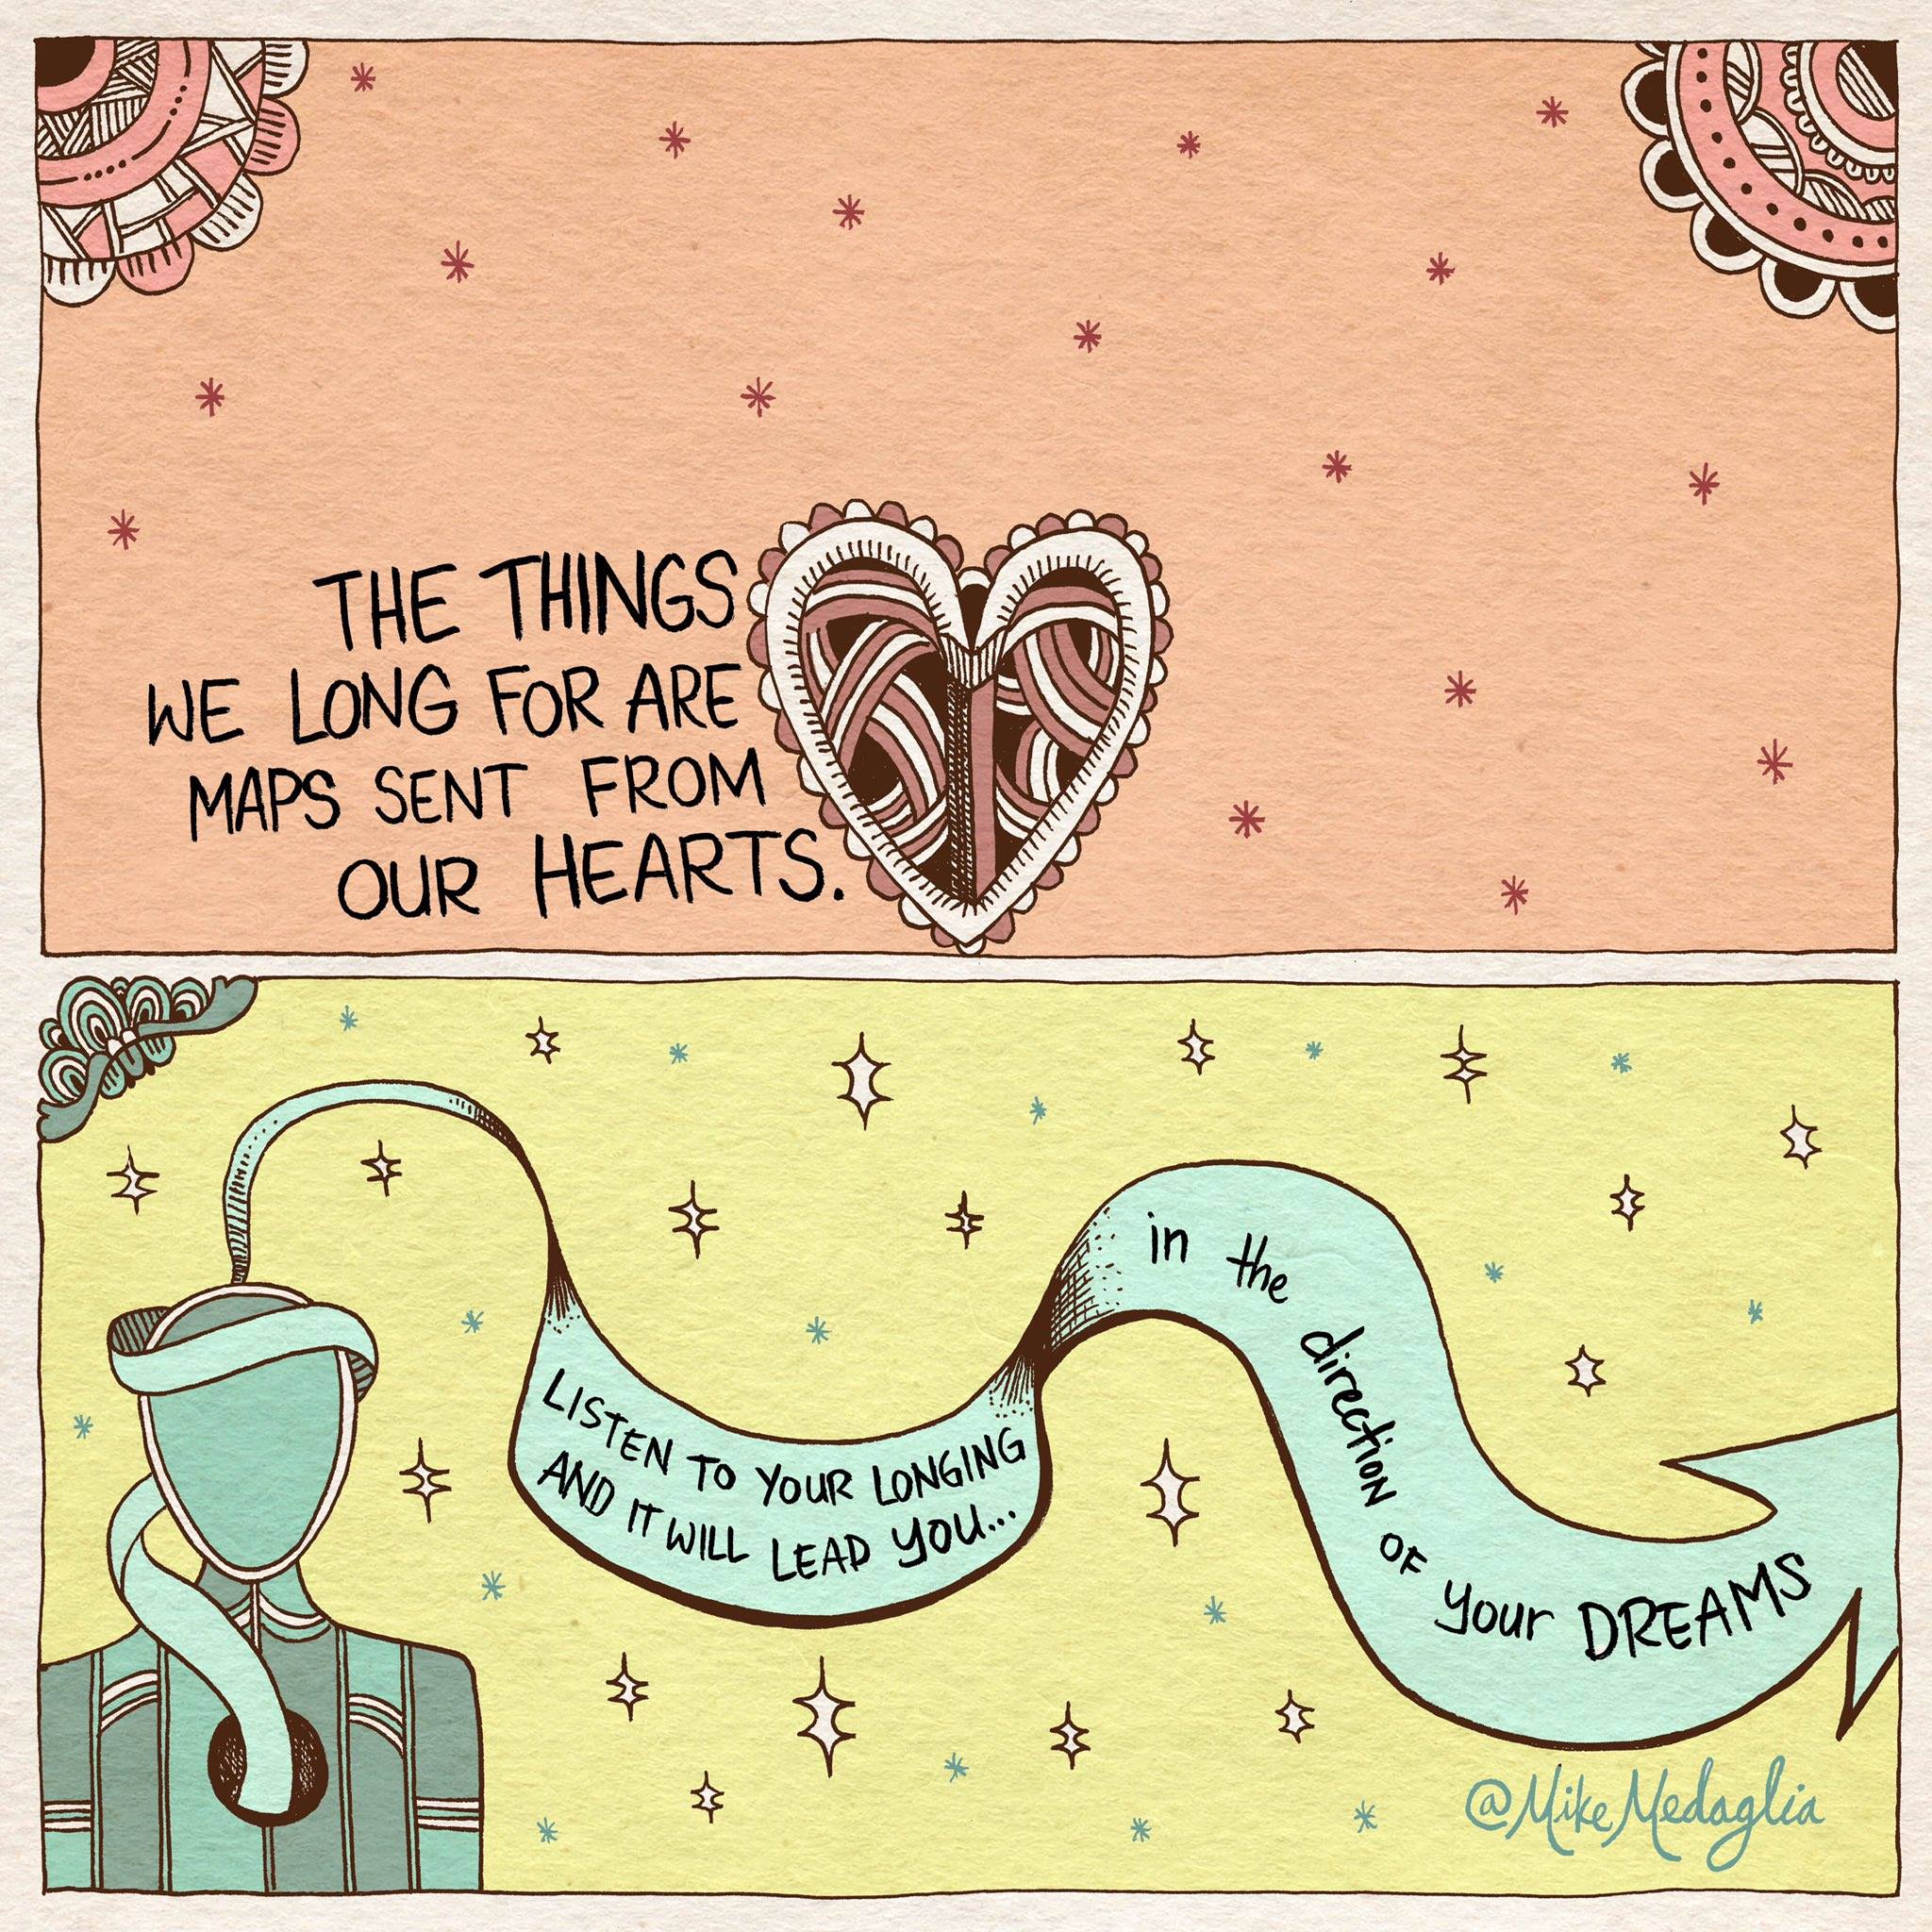 THE THINGS
WE LONG FOR ARE
MAPS SENT FROM
OUR HEARTS.
LISTEN TO YOUR LONGING
AND IT WILL LEAD YOU...
in the direction OF your DREAMS
@MikeMedaglia